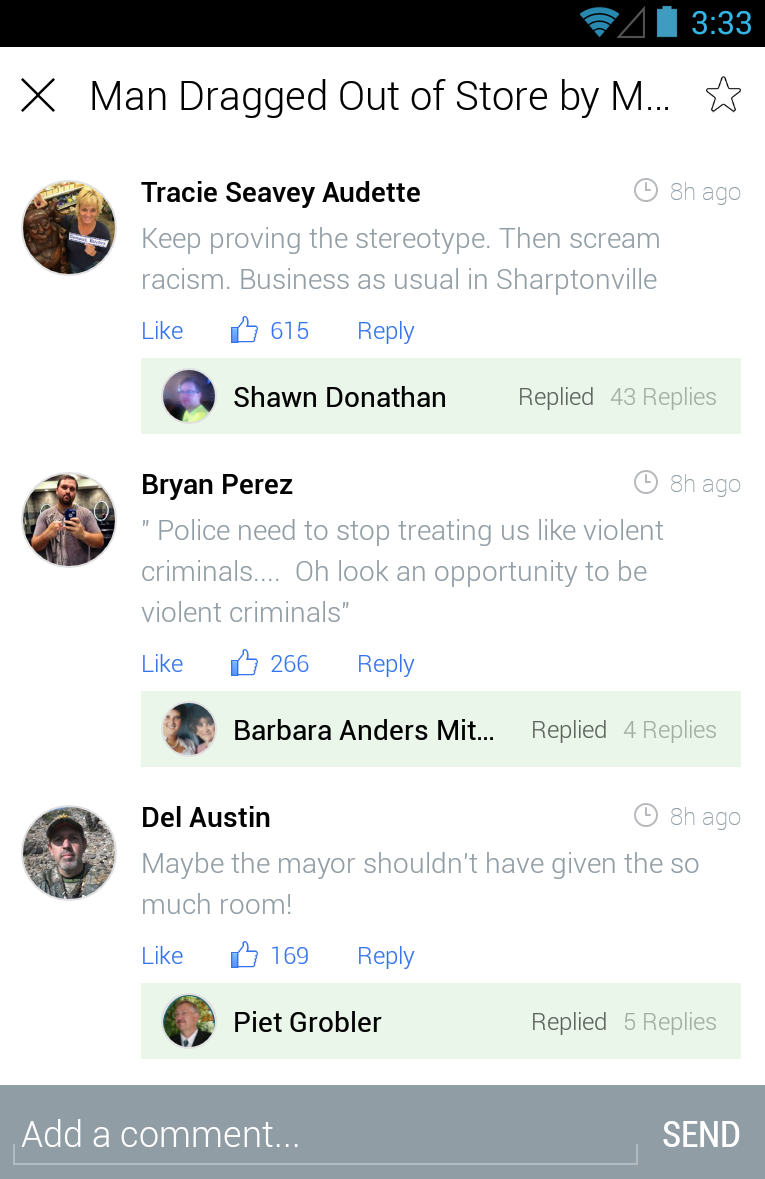 3:33
Man Dragged Out of Store by M...
Tracie Seavey Audette 8h ago
Keep proving the stereotype. Then scream
racism. Business as usual in Sharptonville
Like 615 Reply
Shawn Donathan Replied 43 Replies
Bryan Perez 8h ago
" Police need to stop treating us like violent
criminals.... Oh look an opportunity to be
violent criminals"
Like 266 Reply
Barbara Anders Mit... Replied 4 Replies
Del Austin 8h ago
Maybe the mayor shouldn't have given the so
much room!
Like 169 Reply
Piet Grobler Replied 5 Replies
Add a comment... SEND